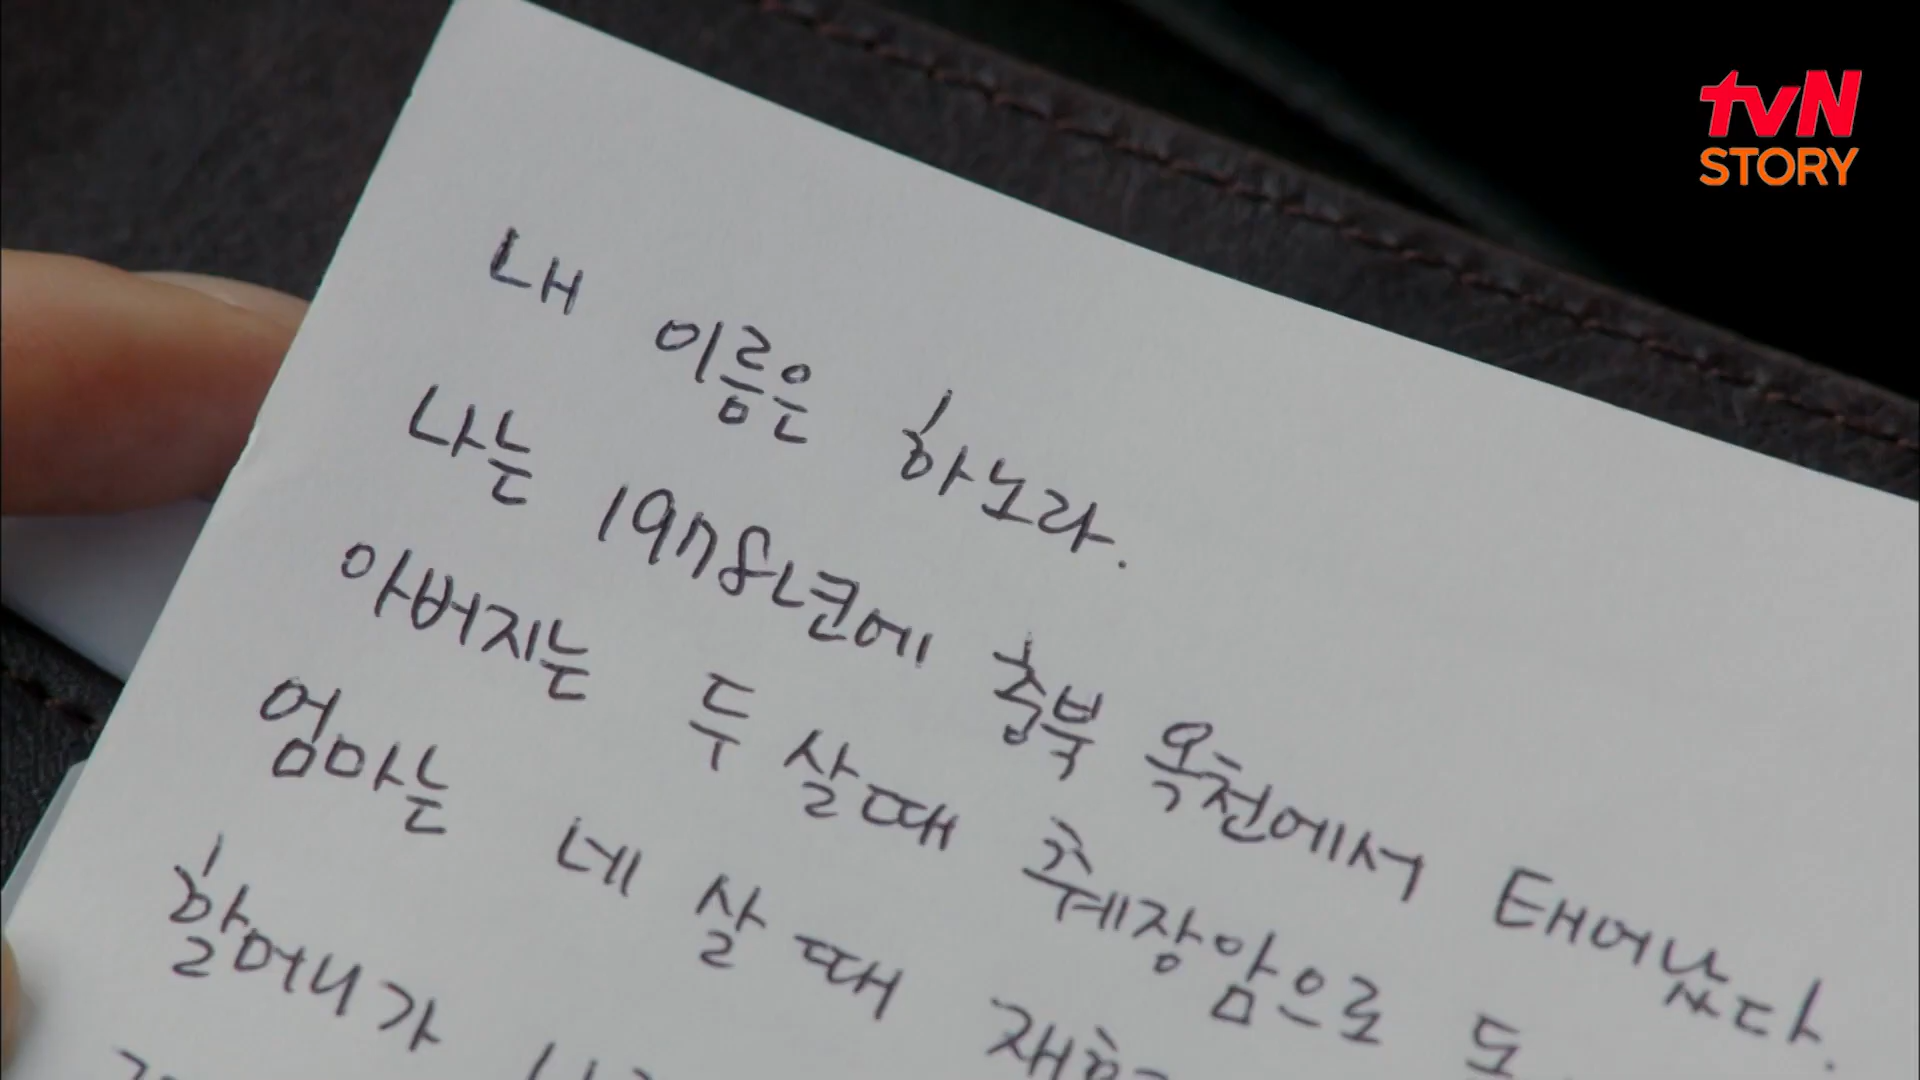 tvN
STORY
내 이름은 하노라.
나는 1978년에 충북 옥천에서 태어났다.
아버지는 두 살때 췌장암으로
엄마는 네 살 때
할머니가